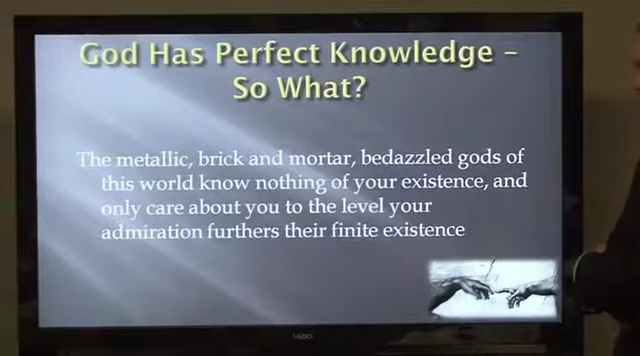 God Has Perfect Knowledge –
So What?
The metallic, brick and mortar, bedazzled gods of
this world know nothing of your existence, and
only care about you to the level your
admiration furthers their finite existence
VIZIO